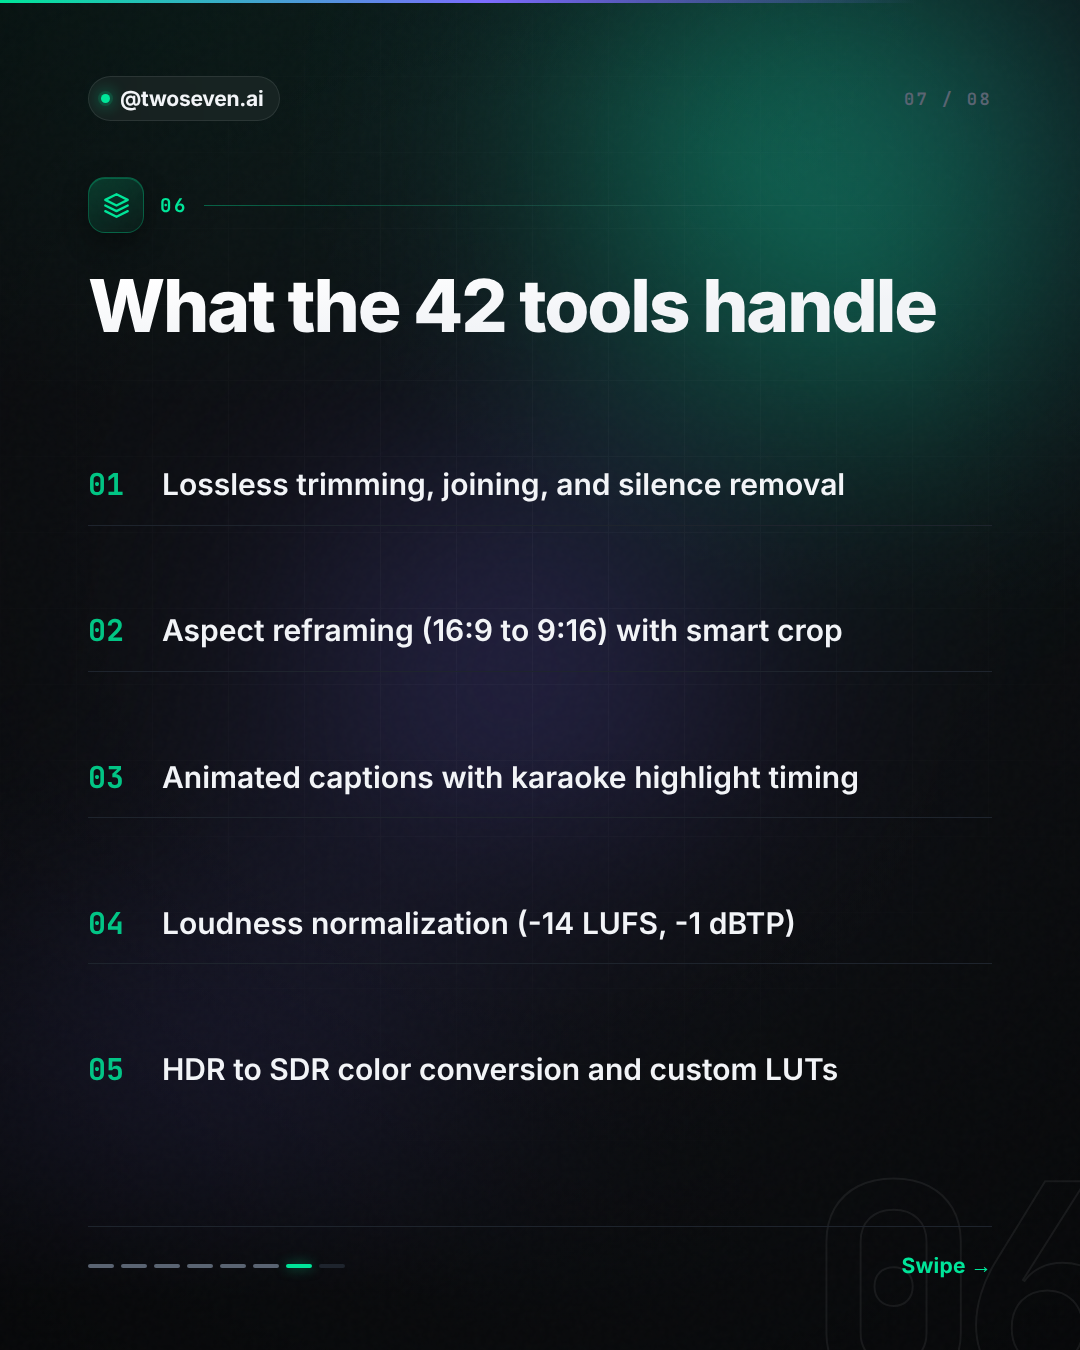 @twoseven.ai
07 / 08
06
What the 42 tools handle
01 Lossless trimming, joining, and silence removal
02 Aspect reframing (16:9 to 9:16) with smart crop
03 Animated captions with karaoke highlight timing
04 Loudness normalization (-14 LUFS, -1 dBTP)
05 HDR to SDR color conversion and custom LUTs
06
Swipe →